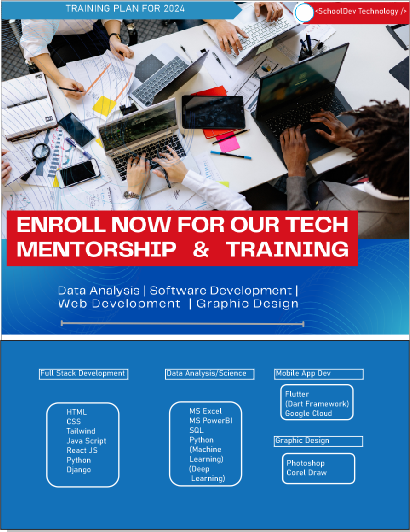 TRAINING PLAN FOR 2024
<SchoolDev Technology />
ENROLL NOW FOR OUR TECH
MENTORSHIP & TRAINING
Data Analysis | Software Development |
Web Development | Graphic Design
Full Stack Development
HTML
CSS
Tailwind
Java Script
React JS
Python
Django
Data Analysis/Science
MS Excel
MS PowerBI
SQL
Python
(Machine
Learning)
(Deep
Learning)
Mobile App Dev
Flutter
(Dart Framework)
Google Cloud
Graphic Design
Photoshop
Corel Draw